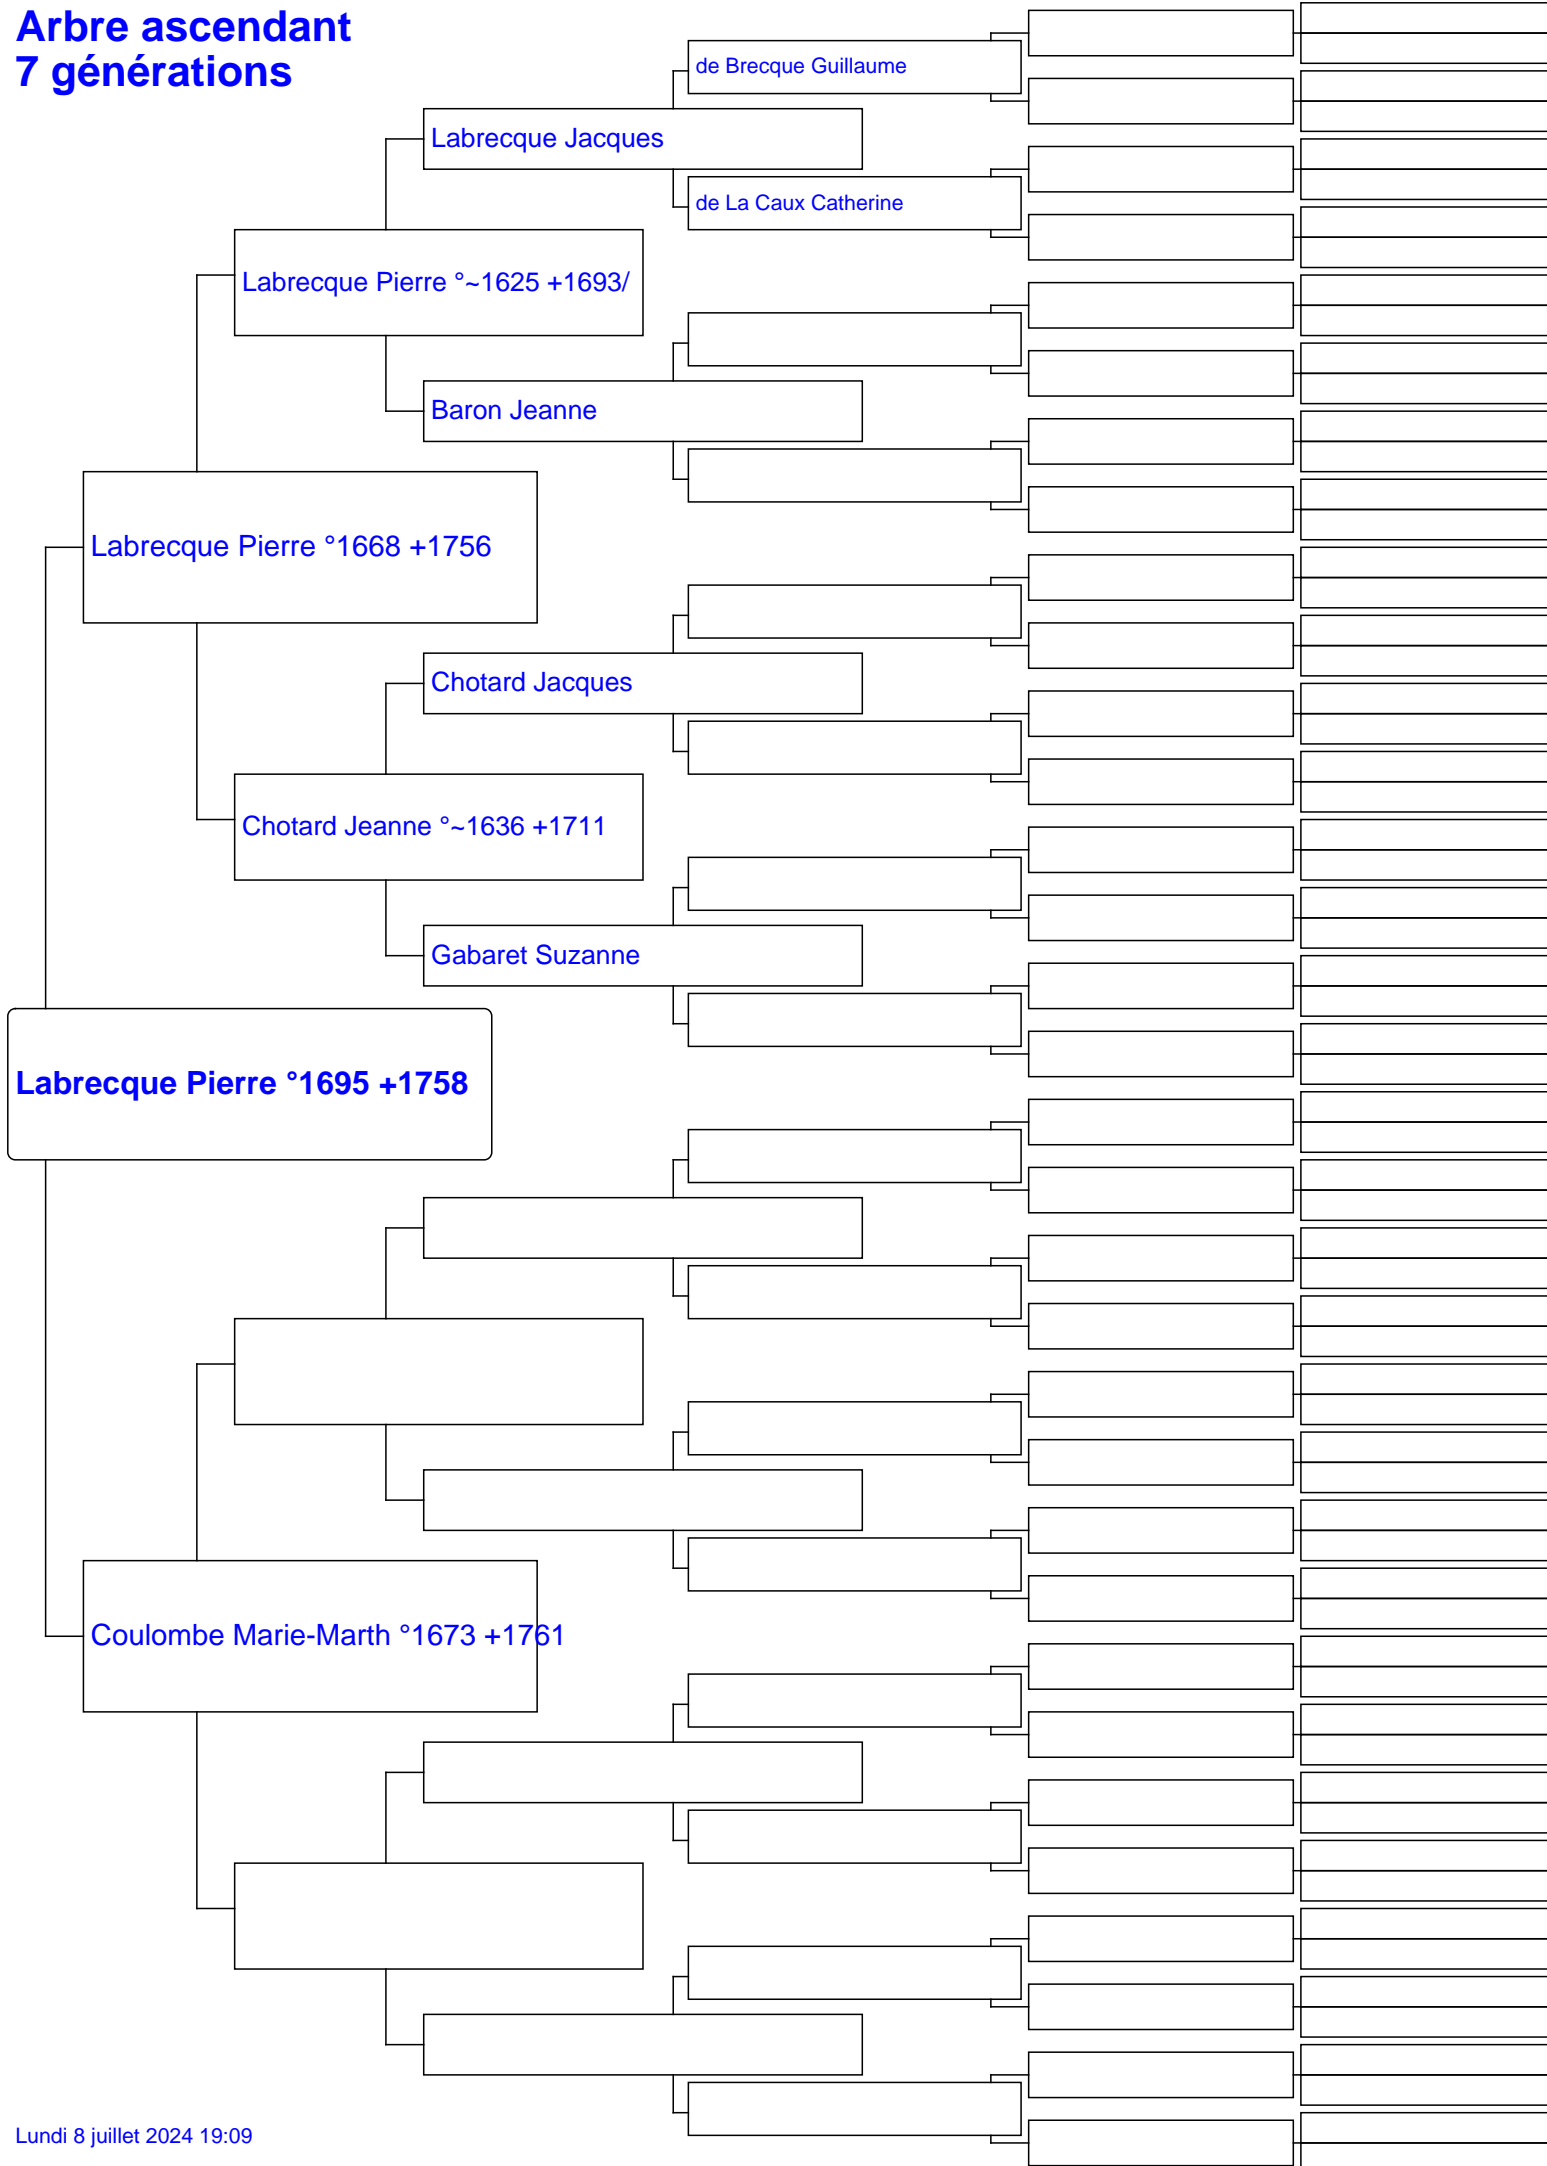 Arbre ascendant
7 générations
de Brecque Guillaume
Labrecque Jacques
de La Caux Catherine
Labrecque Pierre °~1625 +1693/
Baron Jeanne
Labrecque Pierre °1668 +1756
Chotard Jacques
Chotard Jeanne °~1636 +1711
Gabaret Suzanne
Labrecque Pierre °1695 +1758
Coulombe Marie-Marth °1673 +1761
Lundi 8 juillet 2024 19:09